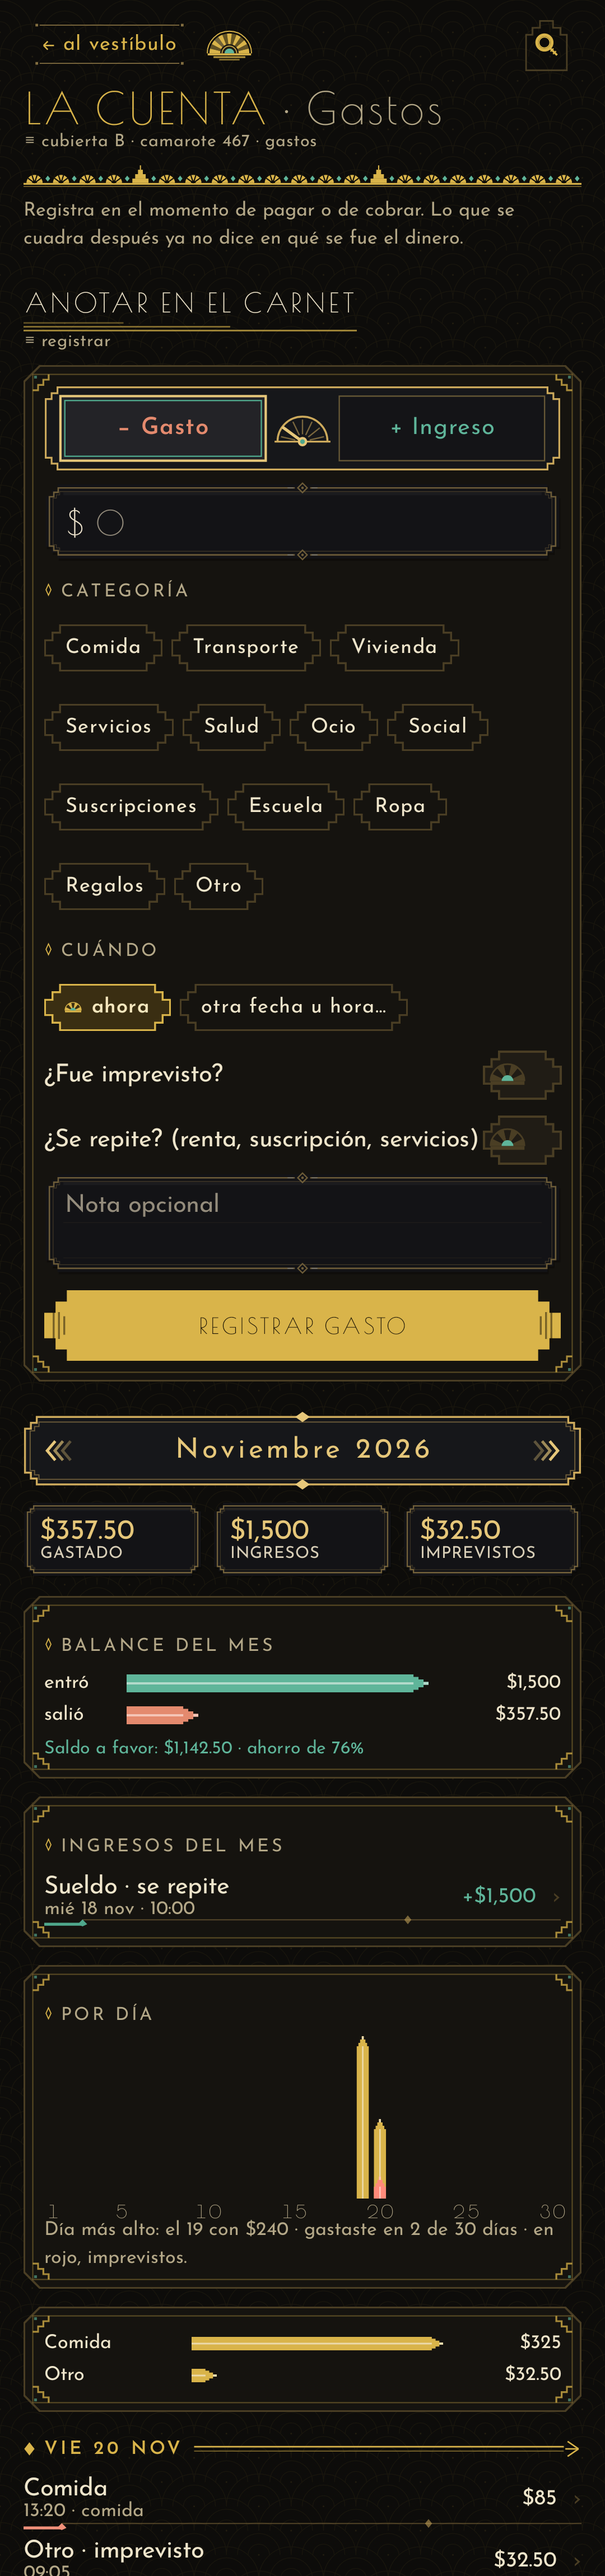 ← al vestíbulo
LA CUENTA · Gastos
≡ cubierta B · camarote 467 · gastos
Registra en el momento de pagar o de cobrar. Lo que se
cuadra después ya no dice en qué se fue el dinero.
ANOTAR EN EL CARNET
≡ registrar
– Gasto
+ Ingreso
$ 0
◊ CATEGORÍA
Comida Transporte Vivienda
Servicios Salud Ocio Social
Suscripciones Escuela Ropa
Regalos Otro
◊ CUÁNDO
ahora otra fecha u hora...
¿Fue imprevisto?
¿Se repite? (renta, suscripción, servicios)
Nota opcional
REGISTRAR GASTO
Noviembre 2026
$357.50 $1,500 $32.50
GASTADO INGRESOS IMPREVISTOS
◊ BALANCE DEL MES
entró $1,500
salió $357.50
Saldo a favor: $1,142.50 · ahorro de 76%
◊ INGRESOS DEL MES
Sueldo · se repite
+$1,500 ›
mié 18 nov · 10:00
◊ POR DÍA
1 5 10 15 20 25 30
Día más alto: el 19 con $240 · gastaste en 2 de 30 días · en
rojo, imprevistos.
Comida $325
Otro $32.50
♦ VIE 20 NOV
Comida
$85 ›
13:20 · comida
Otro · imprevisto
$32.50 ›
09:05